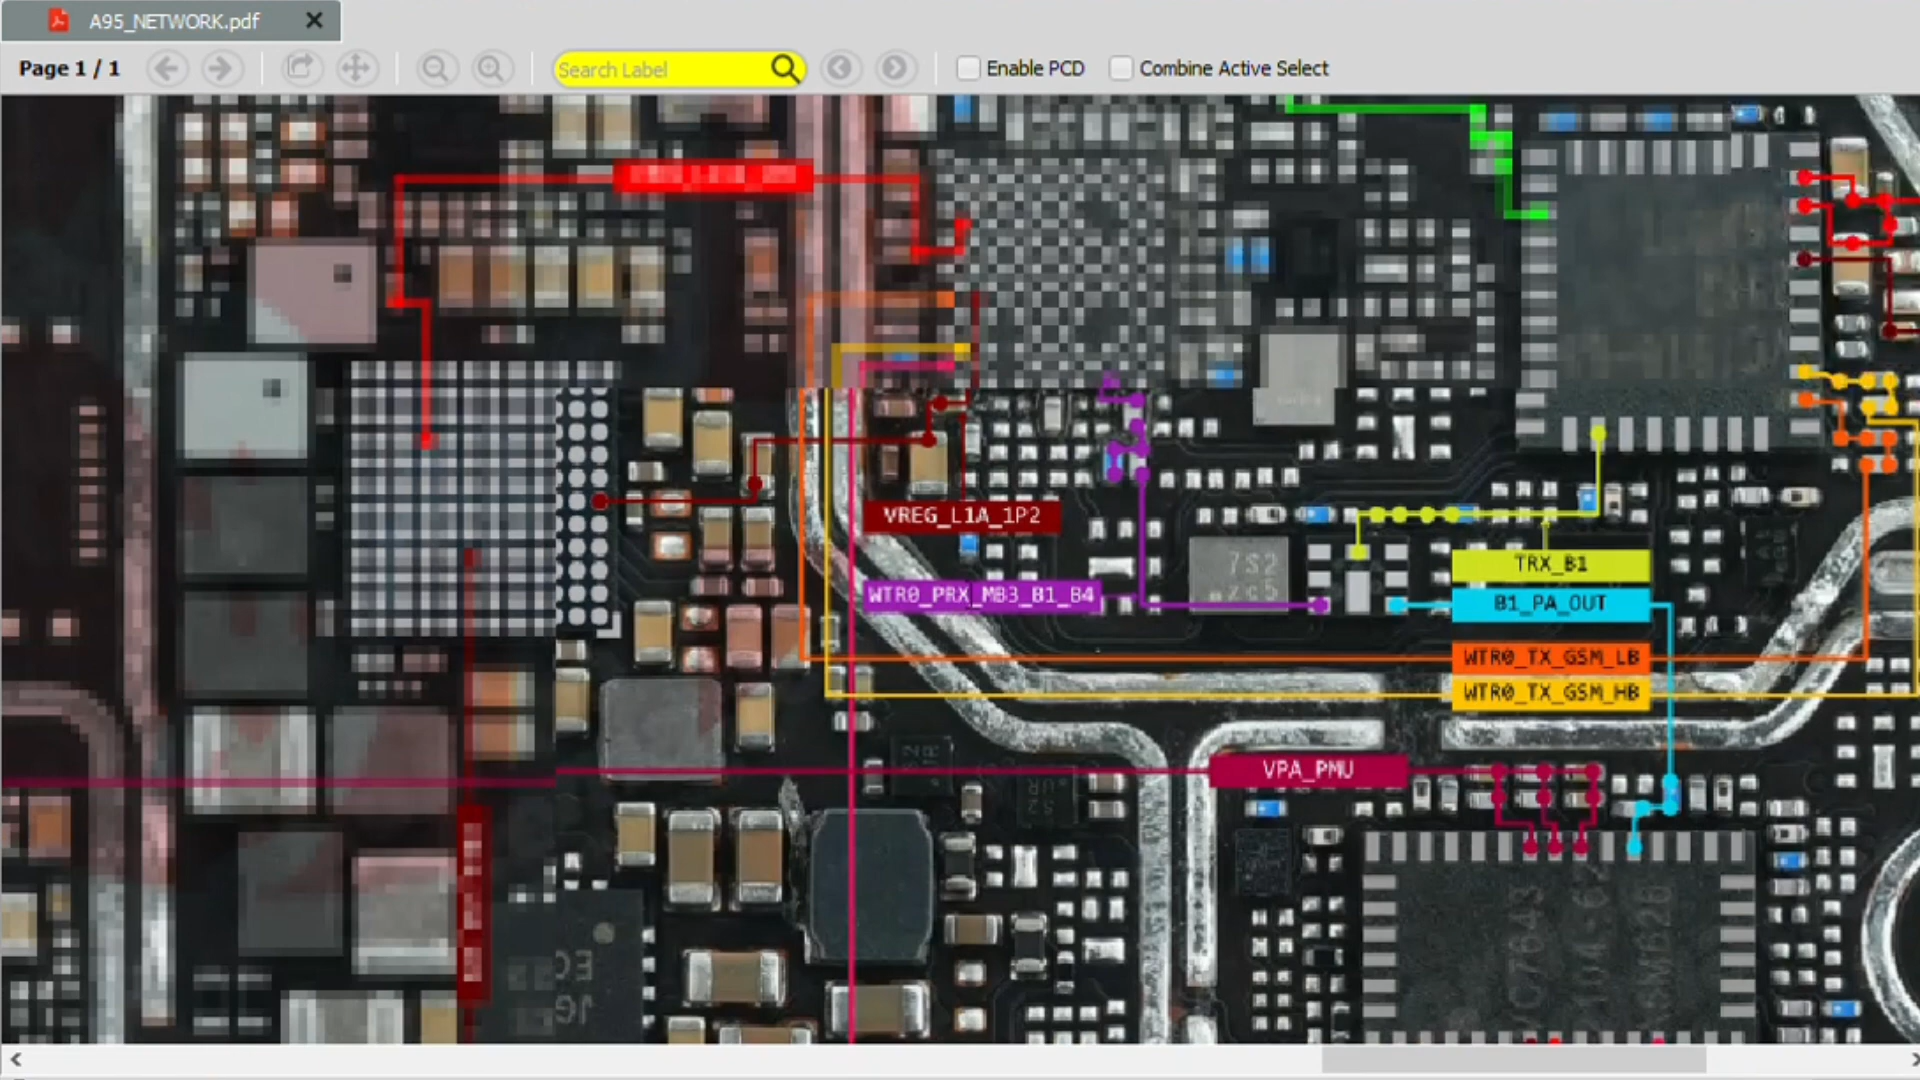 A95_NETWORK.pdf
Page 1 / 1
Search Label
Enable PCD
Combine Active Select
VREG_L1A_1P2
7S2
TRX_B1
WTR0_PRX_MB3_B1_B4
B1_PA_OUT
WTR0_TX_GSM_LB
WTR0_TX_GSM_HB
VPA_PMU